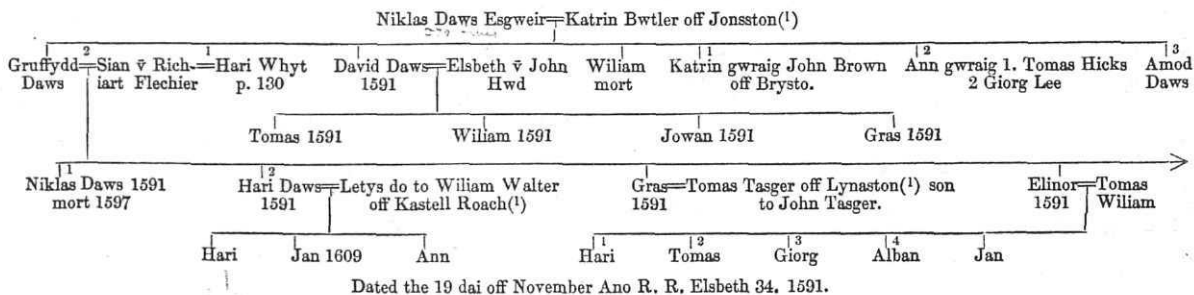 Niklas Daws Esgweir=Katrin Bwtler off Jonsston(¹)
2 1 1 2 3
Gruffydd=Sian v̄ Rich-=Hari Whyt David Daws=Elsbeth v̄ John Wiliam Katrin gwraig John Brown Ann gwraig 1. Tomas Hicks Amod
Daws iart Flechier p. 130 1591 Hwd mort off Brysto. 2 Giorg Lee Daws
Tomas 1591 Wiliam 1591 Jowan 1591 Gras 1591
1 2
Niklas Daws 1591 Hari Daws=Letys do to Wiliam Walter Gras=Tomas Tasger off Lynaston(¹) son Elinor=Tomas
mort 1597 1591 off Kastell Roach(¹) 1591 to John Tasger. 1591 Wiliam
1 2 3 4
Hari Jan 1609 Ann Hari Tomas Giorg Alban Jan
Dated the 19 dai off November Ano R. R. Elsbeth 34, 1591.